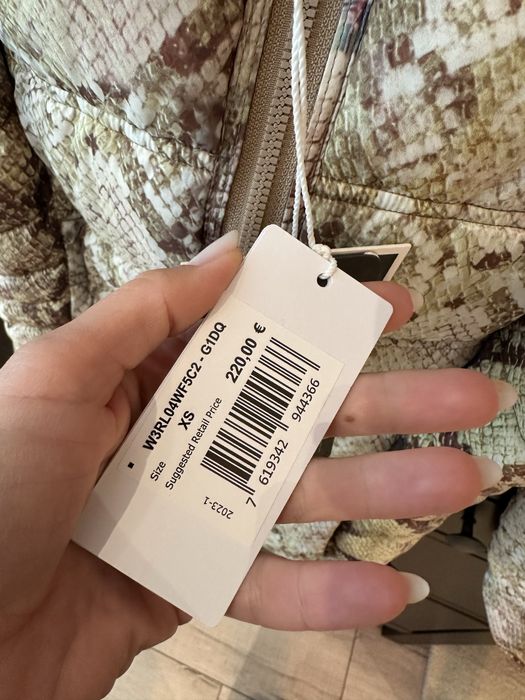 W3RL04WF5C2 - G1DQ
Size XS
Suggested Retail Price 220,00 €
7 619342 944366
2023-1